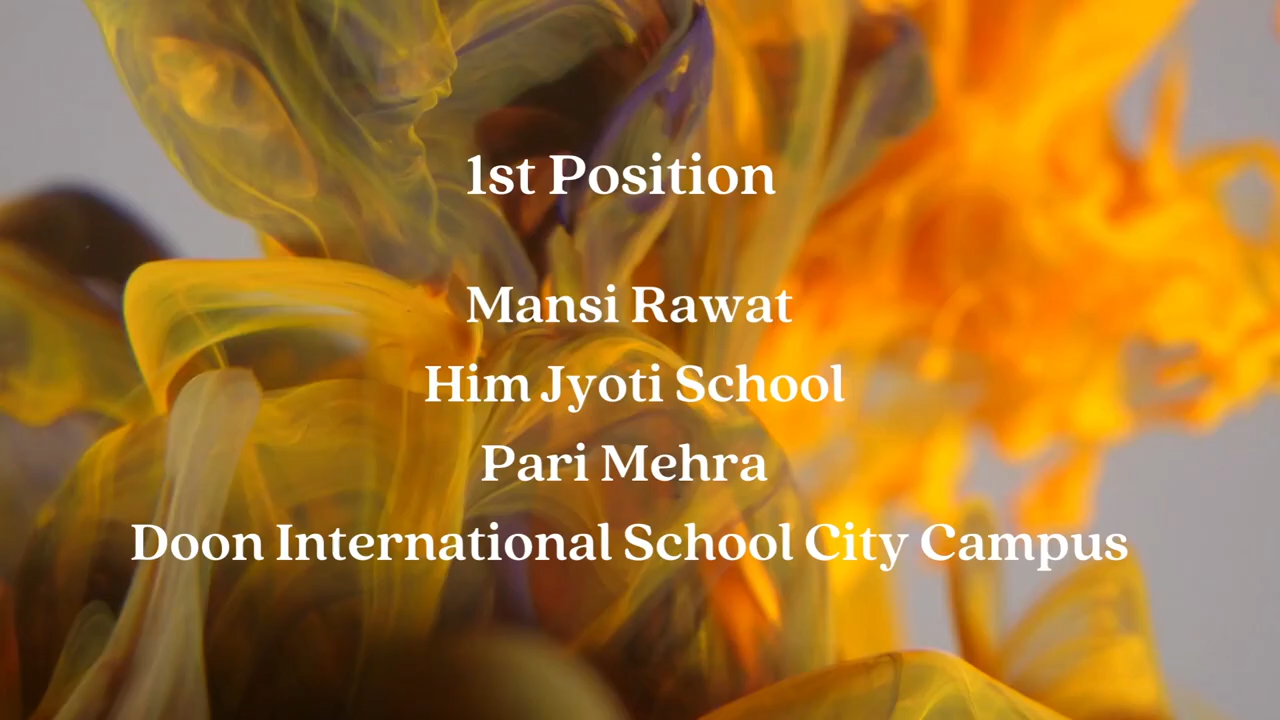 1st Position
Mansi Rawat
Him Jyoti School
Pari Mehra
Doon International School City Campus